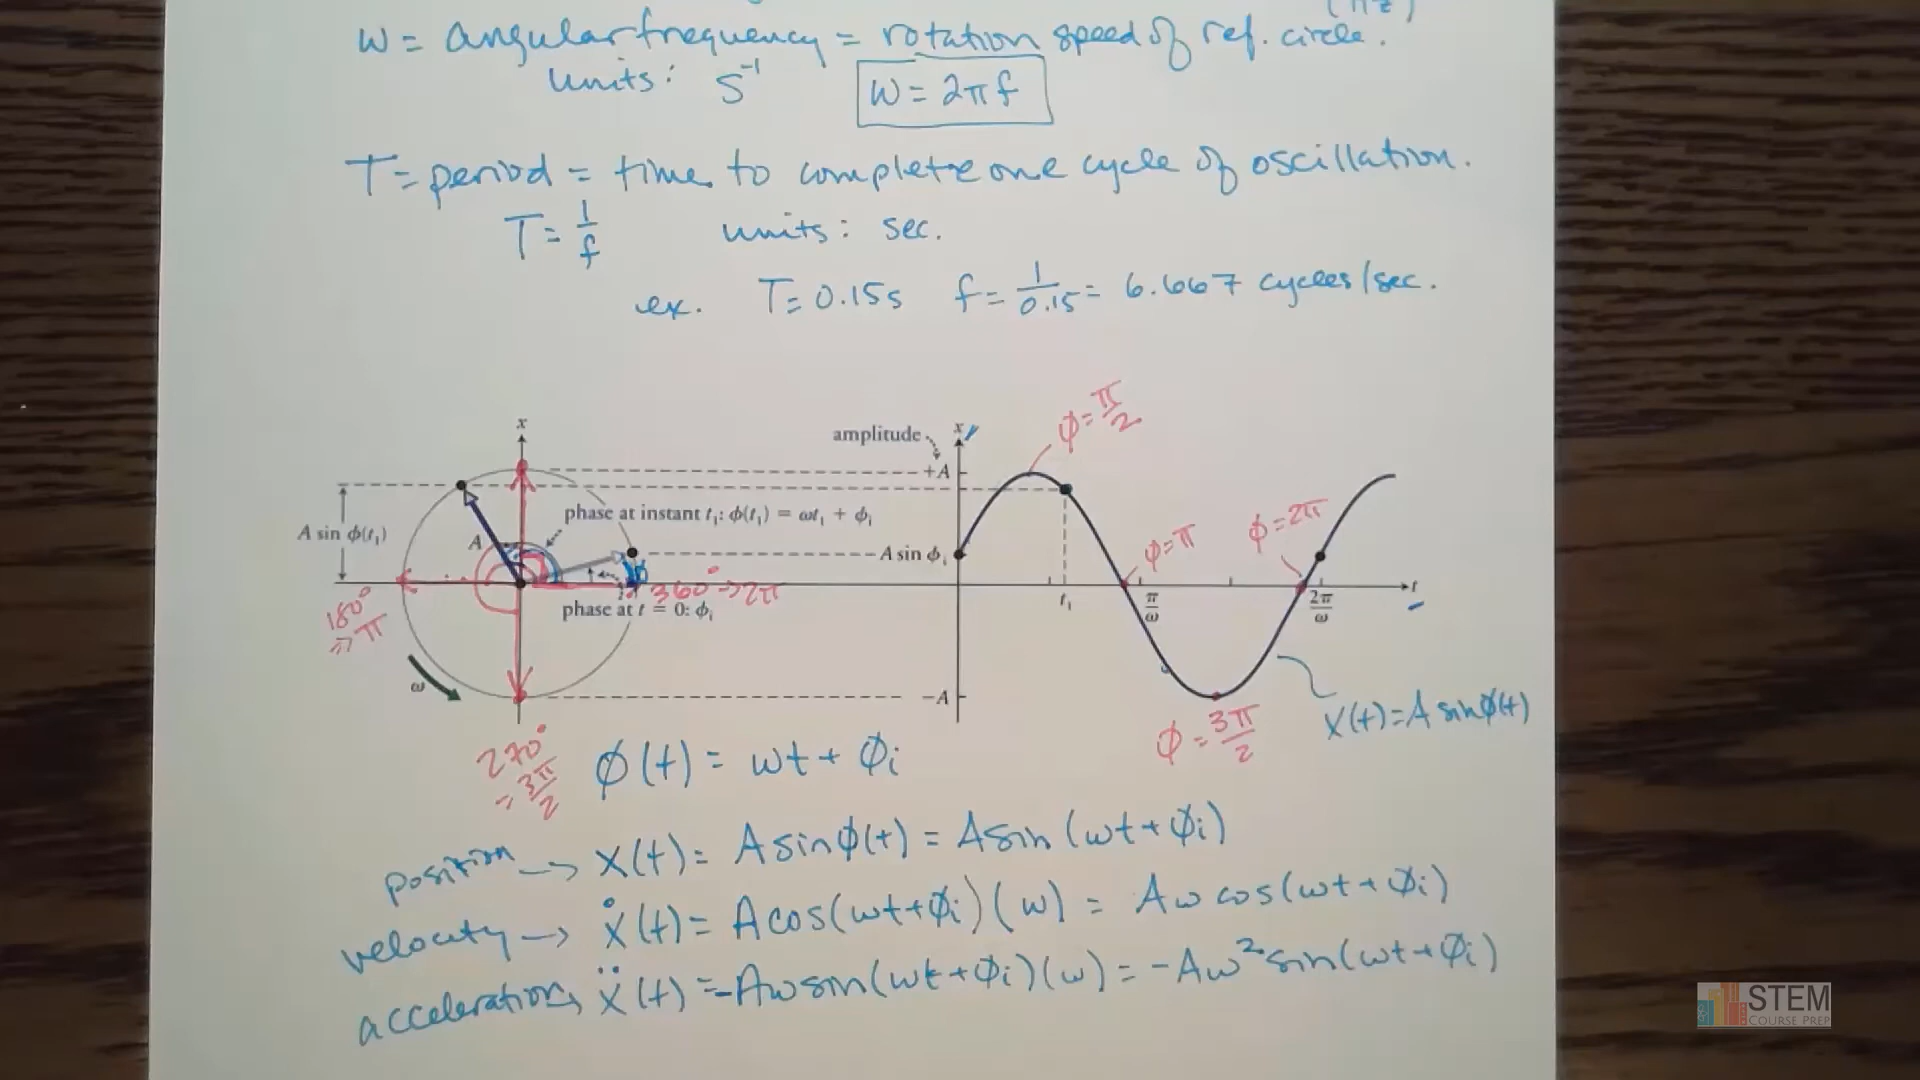 (Hz)
ω = angular frequency = rotation speed of ref. circle.
units: s⁻¹ ω = 2πf
T = period = time to complete one cycle of oscillation.
T = 1/f units: sec.
ex. T = 0.15s f = 1/0.15 = 6.667 cycles/sec.
ϕ = π/2
x
amplitude x
+A
phase at instant t₁: ϕ(t₁) = ωt₁ + ϕᵢ
A sin ϕ(t₁)
A
A sin ϕᵢ
ϕ = π
ϕ = 2π
360° → 2π
phase at t = 0: ϕᵢ
180°
⇒ π
t₁ π/ω 2π/ω t
ω
−A
x(t) = A sin ϕ(t)
ϕ = 3π/2
270°
= 3π/2
ϕ(t) = ωt + ϕᵢ
position → x(t) = A sin ϕ(t) = A sin (ωt + ϕᵢ)
velocity → ẋ(t) = A cos(ωt + ϕᵢ)(ω) = Aω cos(ωt + ϕᵢ)
acceleration → ẍ(t) = −Aω sin(ωt + ϕᵢ)(ω) = −Aω² sin(ωt + ϕᵢ)
STEM
COURSE PREP